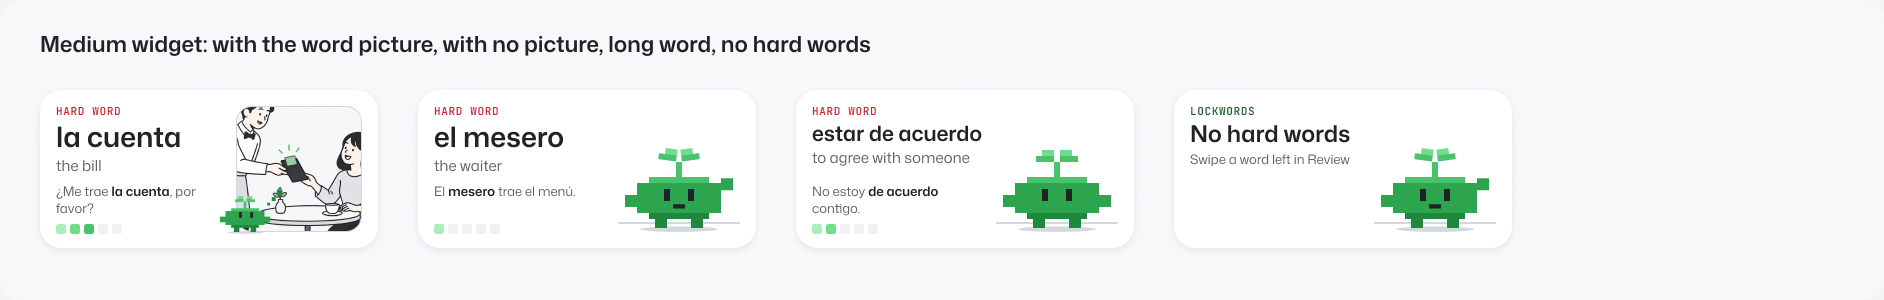 Medium widget: with the word picture, with no picture, long word, no hard words
HARD WORD
la cuenta
the bill
¿Me trae la cuenta, por
favor?
HARD WORD
el mesero
the waiter
El mesero trae el menú.
HARD WORD
estar de acuerdo
to agree with someone
No estoy de acuerdo
contigo.
LOCKWORDS
No hard words
Swipe a word left in Review